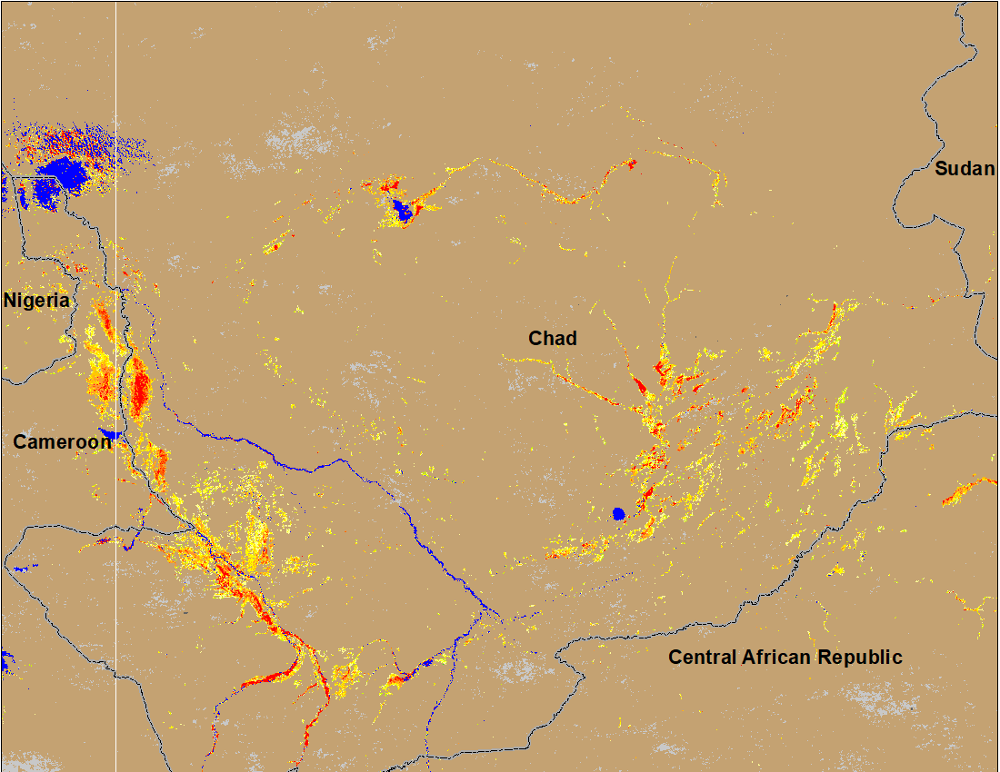 Sudan
Nigeria
Chad
Cameroon
Central African Republic